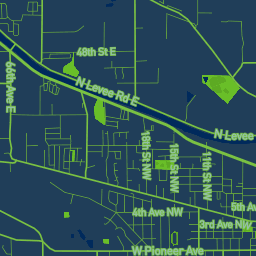 48th St E
N Levee Rd E
66th Ave E
N Levee
18th St NW
15th St NW
11th St NW
5th Av
4th Ave NW
3rd Ave NW
W Pioneer Ave